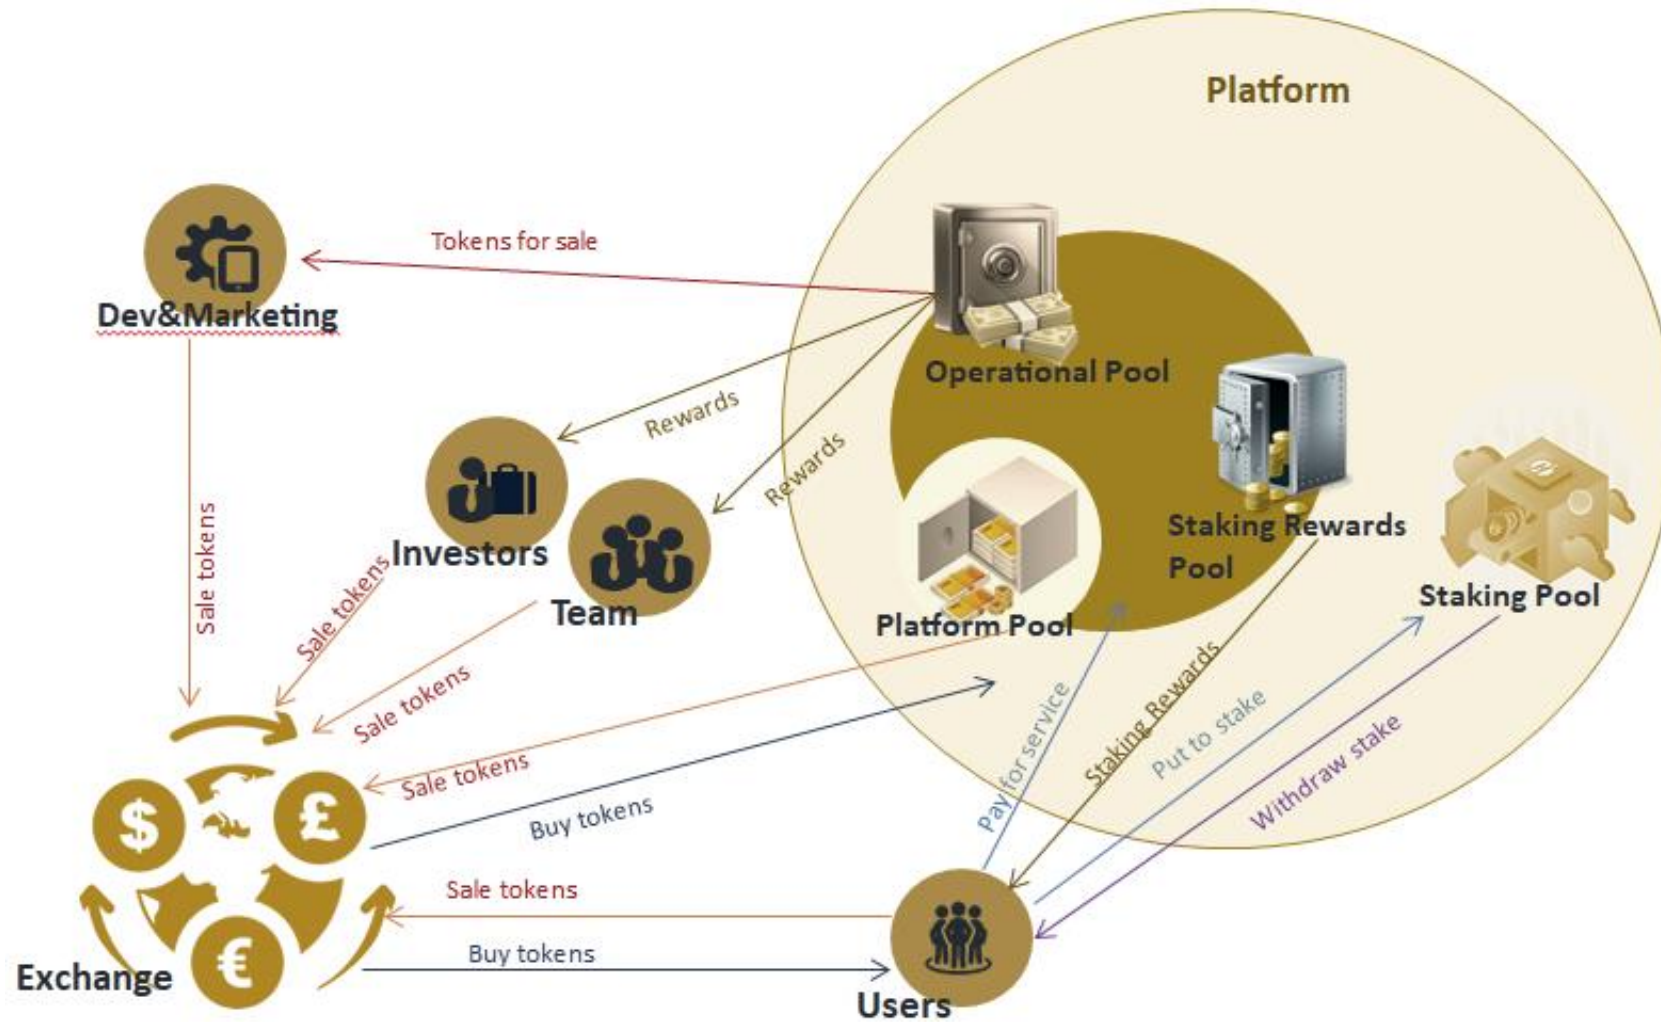 Platform
Tokens for sale
Dev&Marketing
Operational Pool
Rewards
Rewards
Sale tokens
Investors
Staking Rewards
Pool
Staking Pool
Team
Platform Pool
Sale tokens
Sale tokens
Sale tokens
Buy tokens
Pay for service
Staking Rewards
Put to stake
Withdraw stake
Sale tokens
Buy tokens
Exchange
Users
$
£
€